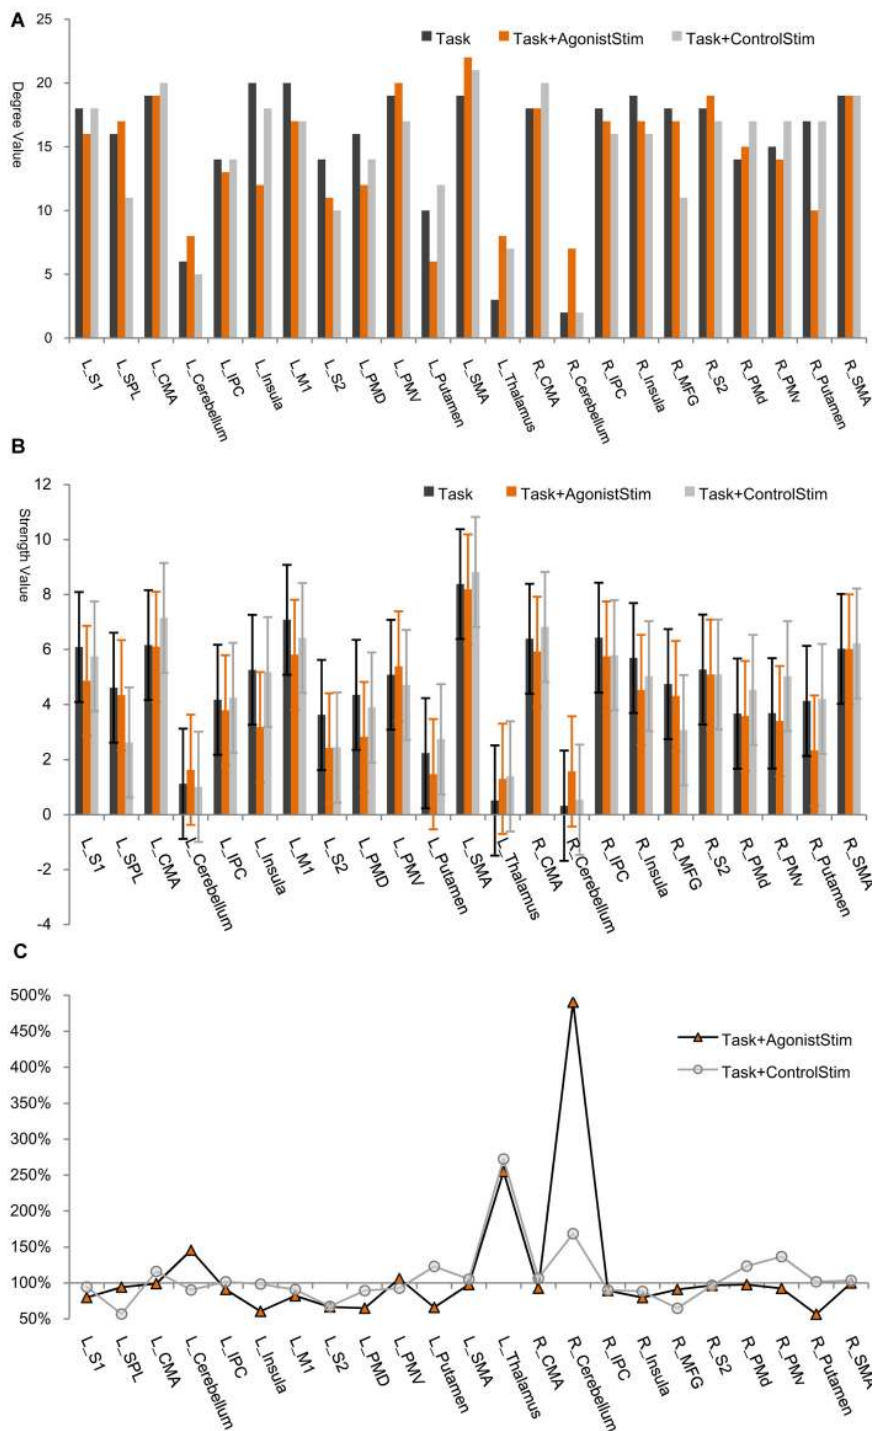 A
Degree Value
25
20
15
10
5
0
Task Task+AgonistStim Task+ControlStim
L_S1 L_SPL L_CMA L_Cerebellum L_IPC L_Insula L_M1 L_S2 L_PMD L_PMV L_Putamen L_SMA L_Thalamus R_CMA R_Cerebellum R_IPC R_Insula R_MFG R_S2 R_PMd R_PMv R_Putamen R_SMA
B
Strength Value
12
10
8
6
4
2
0
-2
-4
Task Task+AgonistStim Task+ControlStim
L_S1 L_SPL L_CMA L_Cerebellum L_IPC L_Insula L_M1 L_S2 L_PMD L_PMV L_Putamen L_SMA L_Thalamus R_CMA R_Cerebellum R_IPC R_Insula R_MFG R_S2 R_PMd R_PMv R_Putamen R_SMA
C
500%
450%
400%
350%
300%
250%
200%
150%
100%
50%
Task+AgonistStim
Task+ControlStim
L_S1 L_SPL L_CMA L_Cerebellum L_IPC L_Insula L_M1 L_S2 L_PMD L_PMV L_Putamen L_SMA L_Thalamus R_CMA R_Cerebellum R_IPC R_Insula R_MFG R_S2 R_PMd R_PMv R_Putamen R_SMA